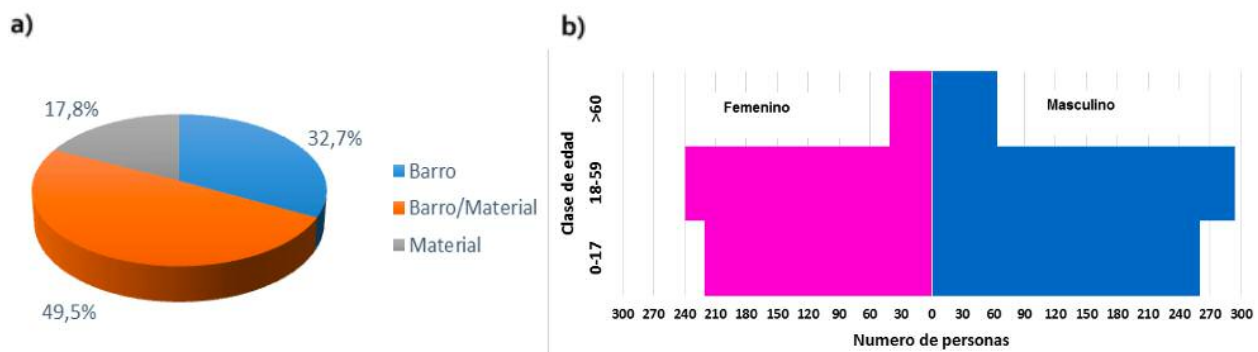 a)
17,8%
32,7%
49,5%
Barro
Barro/Material
Material
b)
Femenino
Masculino
Clase de edad
>60
18-59
0-17
300 270 240 210 180 150 120 90 60 30 0 30 60 90 120 150 180 210 240 270 300
Numero de personas